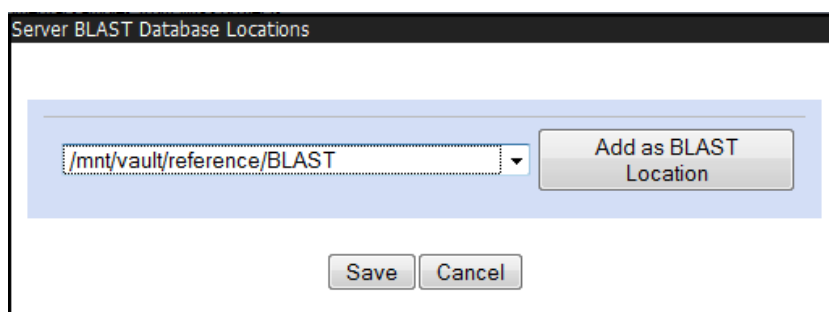 Server BLAST Database Locations
/mnt/vault/reference/BLAST
Add as BLAST
Location
Save
Cancel